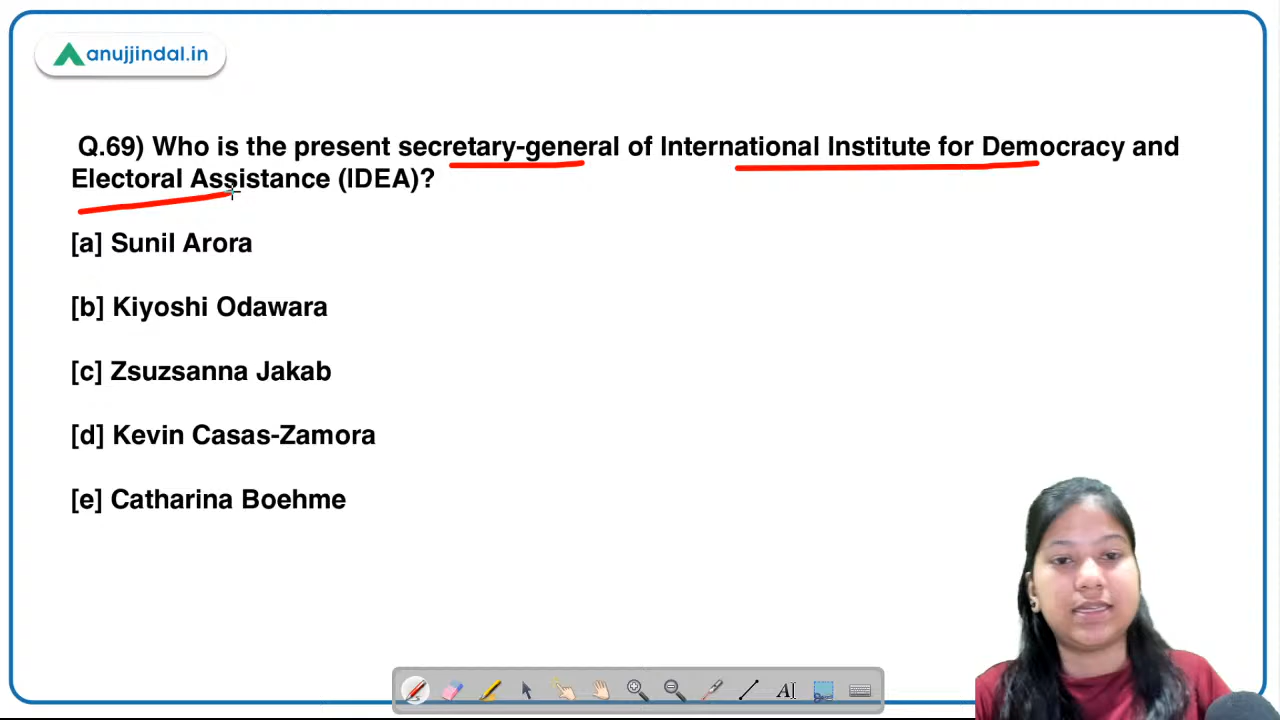 anujjindal.in
Q.69) Who is the present secretary-general of International Institute for Democracy and
Electoral Assistance (IDEA)?
[a] Sunil Arora
[b] Kiyoshi Odawara
[c] Zsuzsanna Jakab
[d] Kevin Casas-Zamora
[e] Catharina Boehme
A